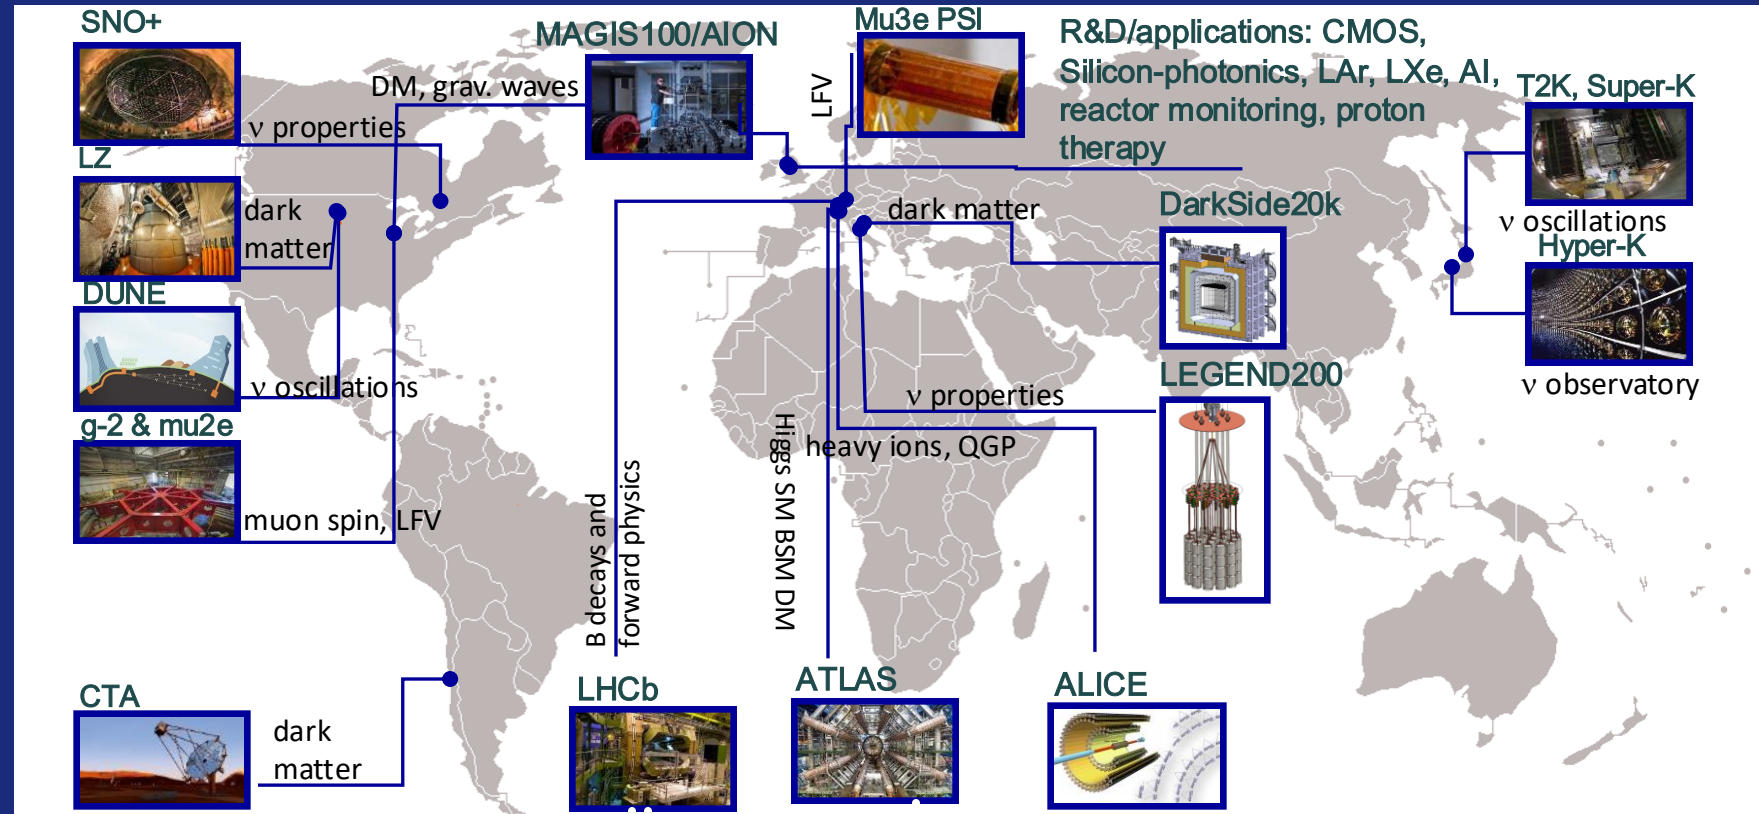 SNO+
ν properties
LZ
dark
matter
DUNE
ν oscillations
g-2 & mu2e
muon spin, LFV
CTA
dark
matter
MAGIS100/AION
DM, grav. waves
Mu3e PSI
LFV
R&D/applications: CMOS,
Silicon-photonics, LAr, LXe, AI,
reactor monitoring, proton
therapy
T2K, Super-K
ν oscillations
Hyper-K
ν observatory
DarkSide20k
dark matter
LEGEND200
ν properties
heavy ions, QGP
B decays and
forward physics
Higgs SM BSM DM
LHCb
ATLAS
ALICE